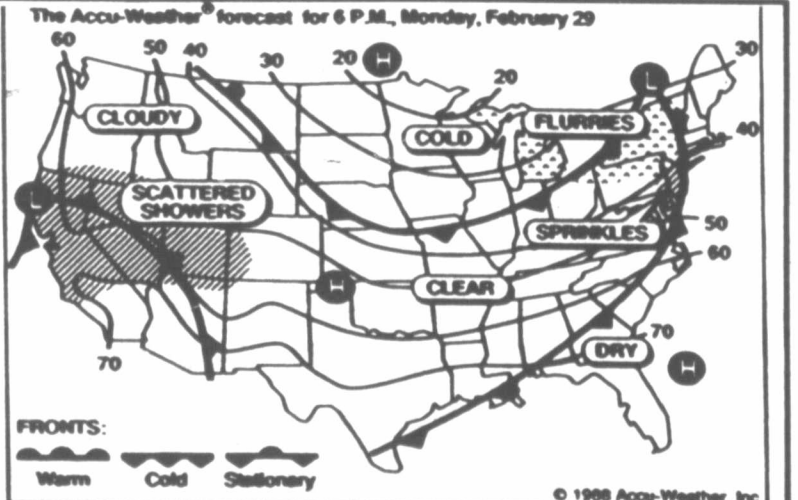 The Accu-Weather® forecast for 6 P.M., Monday, February 29
60
50
40
30
20
H
20
L
30
CLOUDY
COLD
FLURRIES
40
L
SCATTERED
SHOWERS
SPRINKLES
50
60
H
CLEAR
70
DRY
70
H
FRONTS:
Warm Cold Stationary
© 1988 Accu-Weather, Inc.